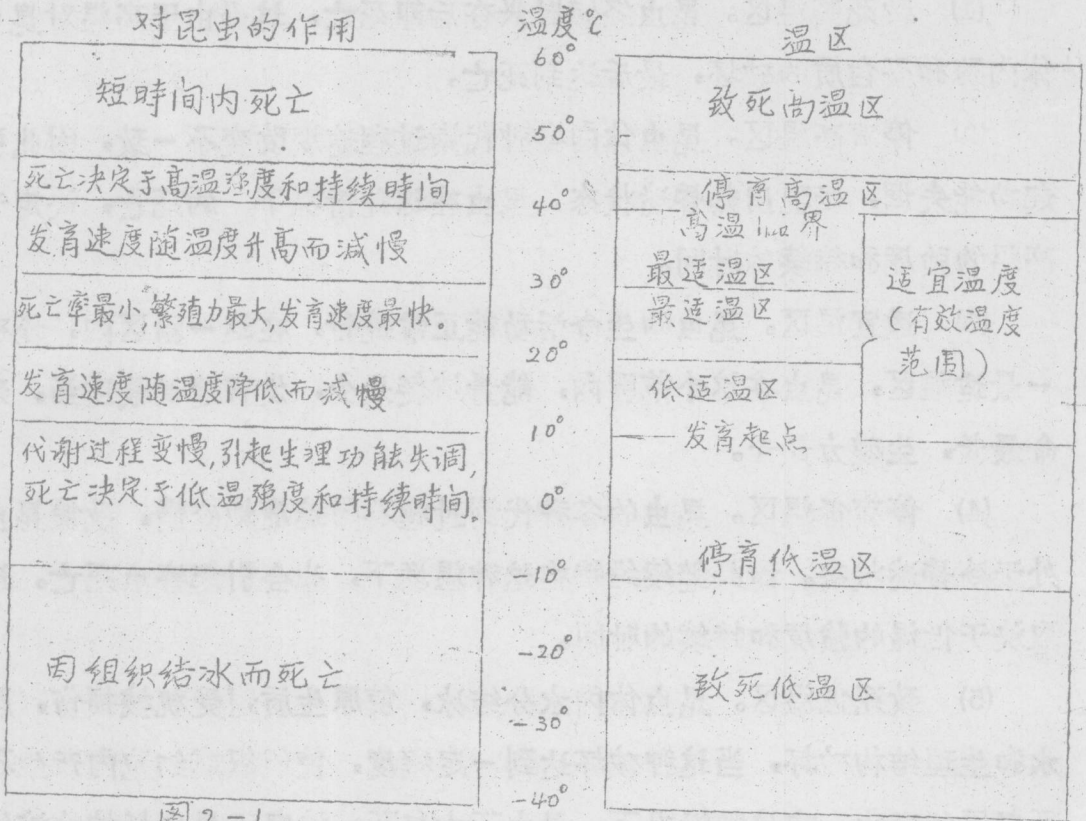 对昆虫的作用
短時间内死亡
死亡决定于高温强度和持续時间
发育速度随温度升高而減慢
死亡率最小,繁殖力最大,发育速度最快。
发育速度随温度降低而減慢
代谢过程变慢,引起生理功能失调,
死亡决定于低温强度和持续時间。
因组织结冰而死亡
图2-1
温度℃
60°
50°
40°
30°
20°
10°
0°
-10°
-20°
-30°
-40°
温区
致死高温区
停育高温区
高温临界
最适温区
最适温区
低适温区
发育起点
停育低温区
致死低温区
适宜温度
(有效温度
范围)